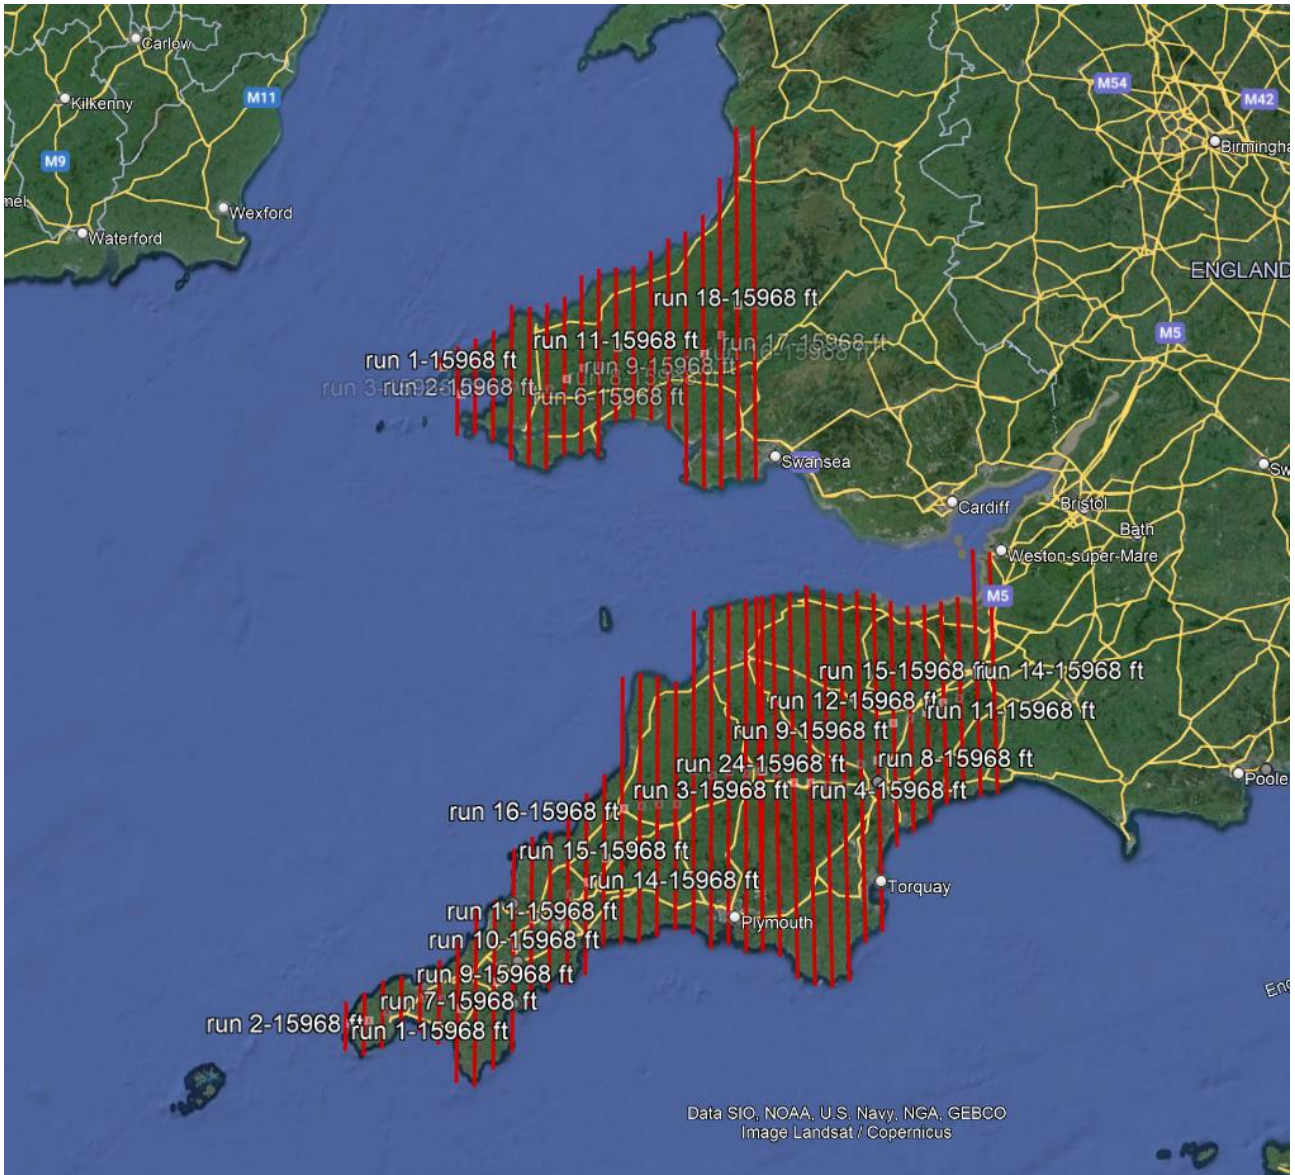 Carlow
M54
M42
Kilkenny
M11
Birmingha
M9
Wexford
Waterford
ENGLAND
run 18-15968 ft
M5
run 11-15968 ft
run 17-15968 ft
run 1-15968 ft
run 9-15968 ft
run 2-15968 ft
run 6-15968 ft
Swansea
Sw
Cardiff
Bristol
Bath
Weston-super-Mare
M5
run 15-15968 ft
run 14-15968 ft
run 12-15968 ft
run 11-15968 ft
run 9-15968 ft
run 24-15968 ft
run 8-15968 ft
Poole
run 3-15968 ft
run 4-15968 ft
run 16-15968 ft
run 15-15968 ft
run 14-15968 ft
Torquay
run 11-15968 ft
Plymouth
run 10-15968 ft
run 9-15968 ft
run 7-15968 ft
run 2-15968 ft
run 1-15968 ft
Data SIO, NOAA, U.S. Navy, NGA, GEBCO
Image Landsat / Copernicus